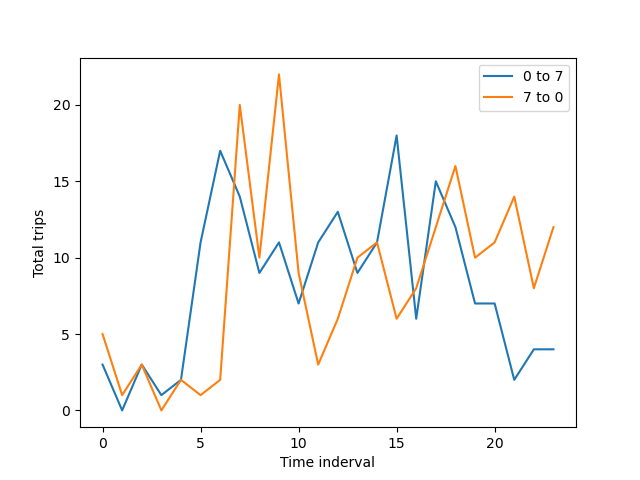 0 to 7
7 to 0
Total trips
20
15
10
5
0
0 5 10 15 20
Time inderval